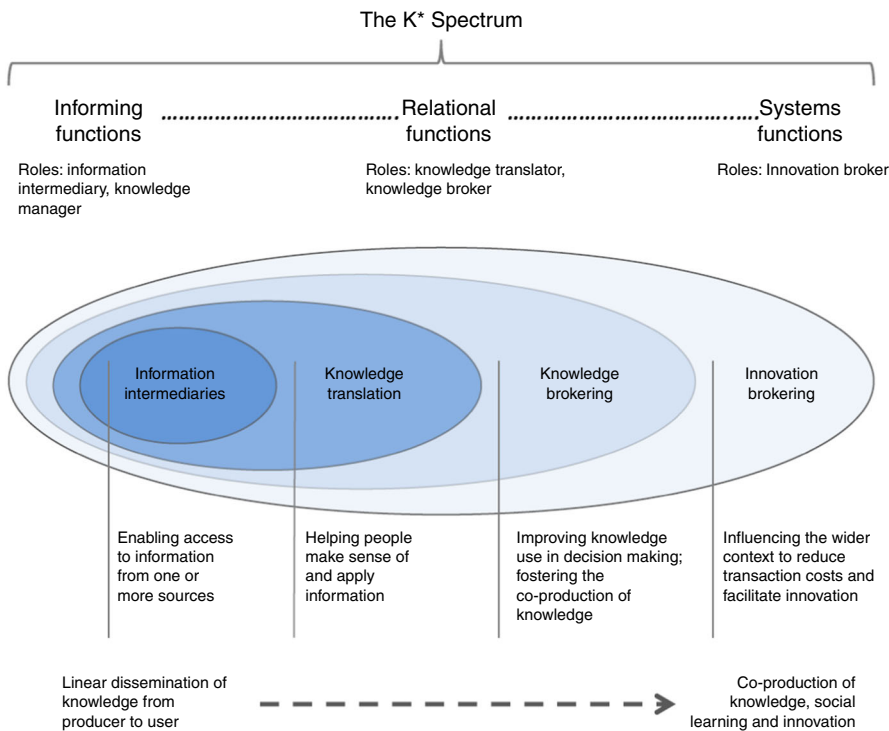 The K* Spectrum
Informing
functions
Relational
functions
Systems
functions
Roles: information
intermediary, knowledge
manager
Roles: knowledge translator,
knowledge broker
Roles: Innovation broker
Information
intermediaries
Knowledge
translation
Knowledge
brokering
Innovation
brokering
Enabling access
to information
from one or
more sources
Helping people
make sense of
and apply
information
Improving knowledge
use in decision making;
fostering the
co-production of
knowledge
Influencing the wider
context to reduce
transaction costs and
facilitate innovation
Linear dissemination of
knowledge from
producer to user
Co-production of
knowledge, social
learning and innovation